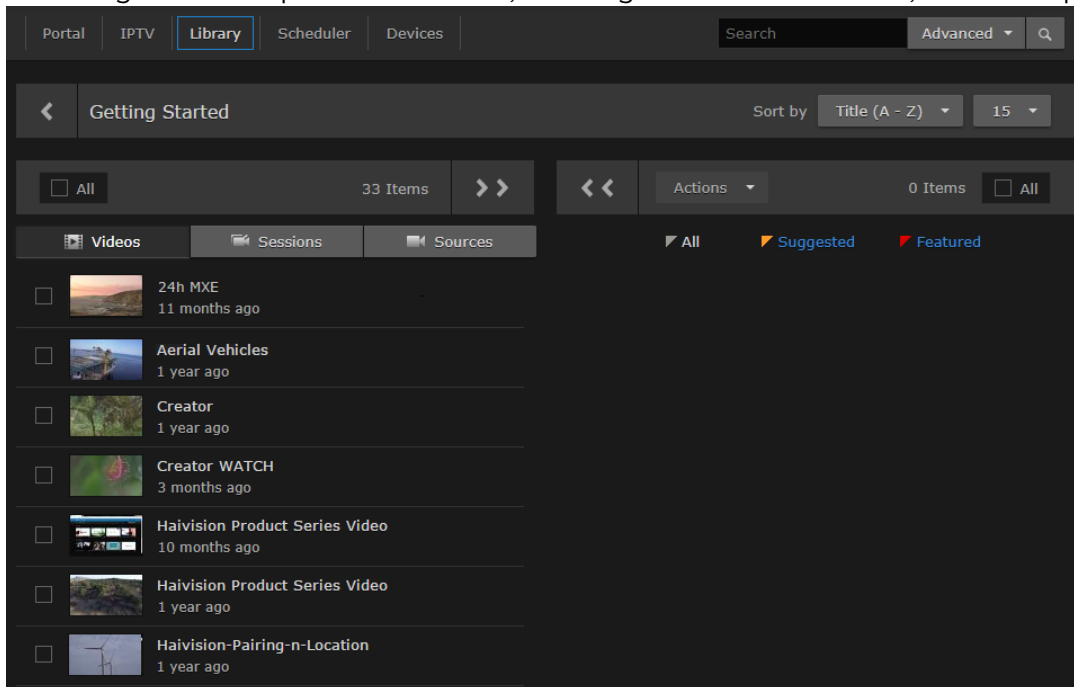 Portal IPTV Library Scheduler Devices Search Advanced
Getting Started Sort by Title (A - Z) 15
All 33 Items Actions 0 Items All
Videos Sessions Sources All Suggested Featured
24h MXE
11 months ago
Aerial Vehicles
1 year ago
Creator
1 year ago
Creator WATCH
3 months ago
Haivision Product Series Video
10 months ago
Haivision Product Series Video
1 year ago
Haivision-Pairing-n-Location
1 year ago